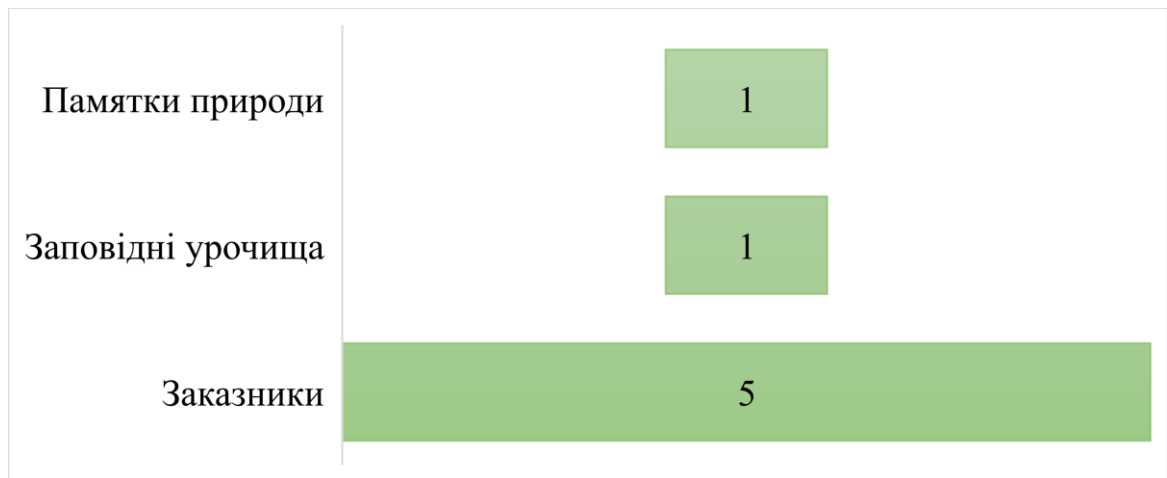 Памятки природи
1
Заповідні урочища
1
Заказники
5